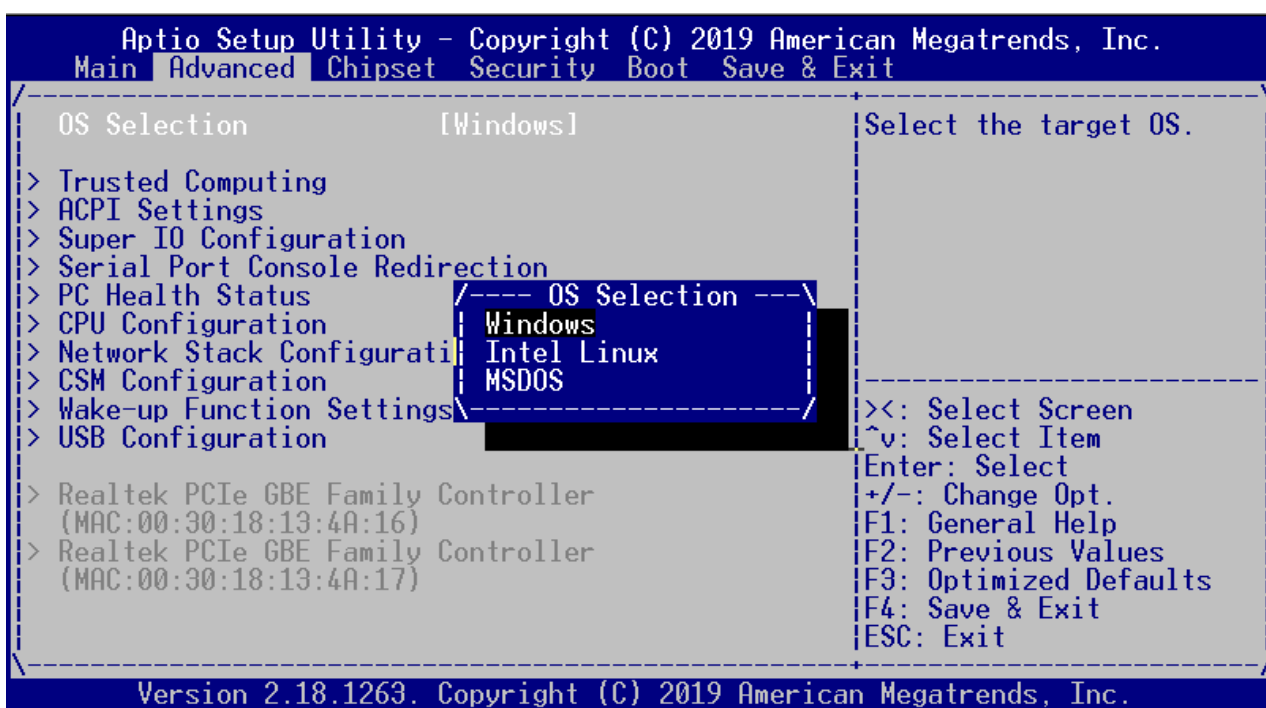 Aptio Setup Utility – Copyright (C) 2019 American Megatrends, Inc.
Main Advanced Chipset Security Boot Save & Exit
OS Selection [Windows]
Select the target OS.
> Trusted Computing
> ACPI Settings
> Super IO Configuration
> Serial Port Console Redirection
> PC Health Status
> CPU Configuration
> Network Stack Configurati
> CSM Configuration
> Wake-up Function Settings
> USB Configuration
> Realtek PCIe GBE Family Controller
(MAC:00:30:18:13:4A:16)
> Realtek PCIe GBE Family Controller
(MAC:00:30:18:13:4A:17)
OS Selection
Windows
Intel Linux
MSDOS
><: Select Screen
^v: Select Item
Enter: Select
+/-: Change Opt.
F1: General Help
F2: Previous Values
F3: Optimized Defaults
F4: Save & Exit
ESC: Exit
Version 2.18.1263. Copyright (C) 2019 American Megatrends, Inc.